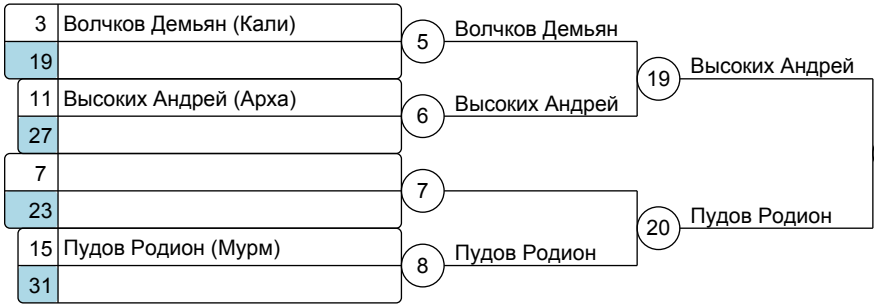 3 Волчков Демьян (Кали)
19
11 Высоких Андрей (Арха)
27
7
23
15 Пудов Родион (Мурм)
31
5 Волчков Демьян
6 Высоких Андрей
7
8 Пудов Родион
19 Высоких Андрей
20 Пудов Родион